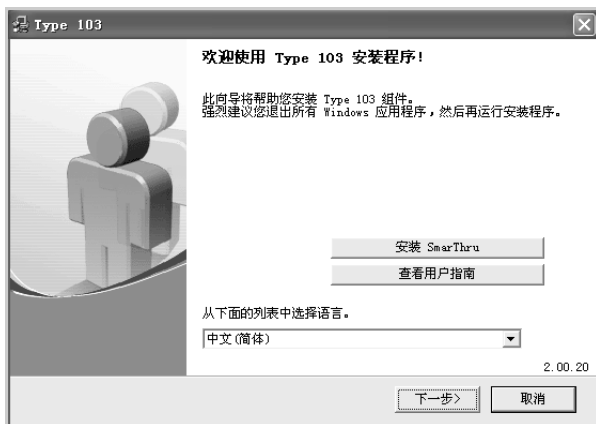 Type 103
欢迎使用 Type 103 安装程序!
此向导将帮助您安装 Type 103 组件。
强烈建议您退出所有 Windows 应用程序,然后再运行安装程序。
安装 SmarThru
查看用户指南
从下面的列表中选择语言。
中文(简体)
2.00.20
下一步>
取消